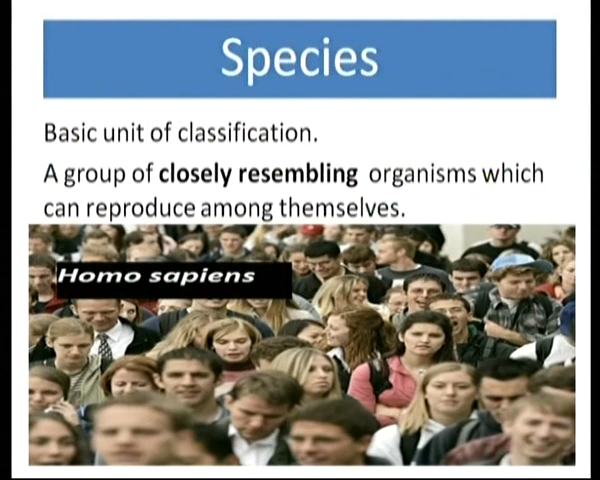 Species
Basic unit of classification.
A group of closely resembling organisms which
can reproduce among themselves.
Homo sapiens